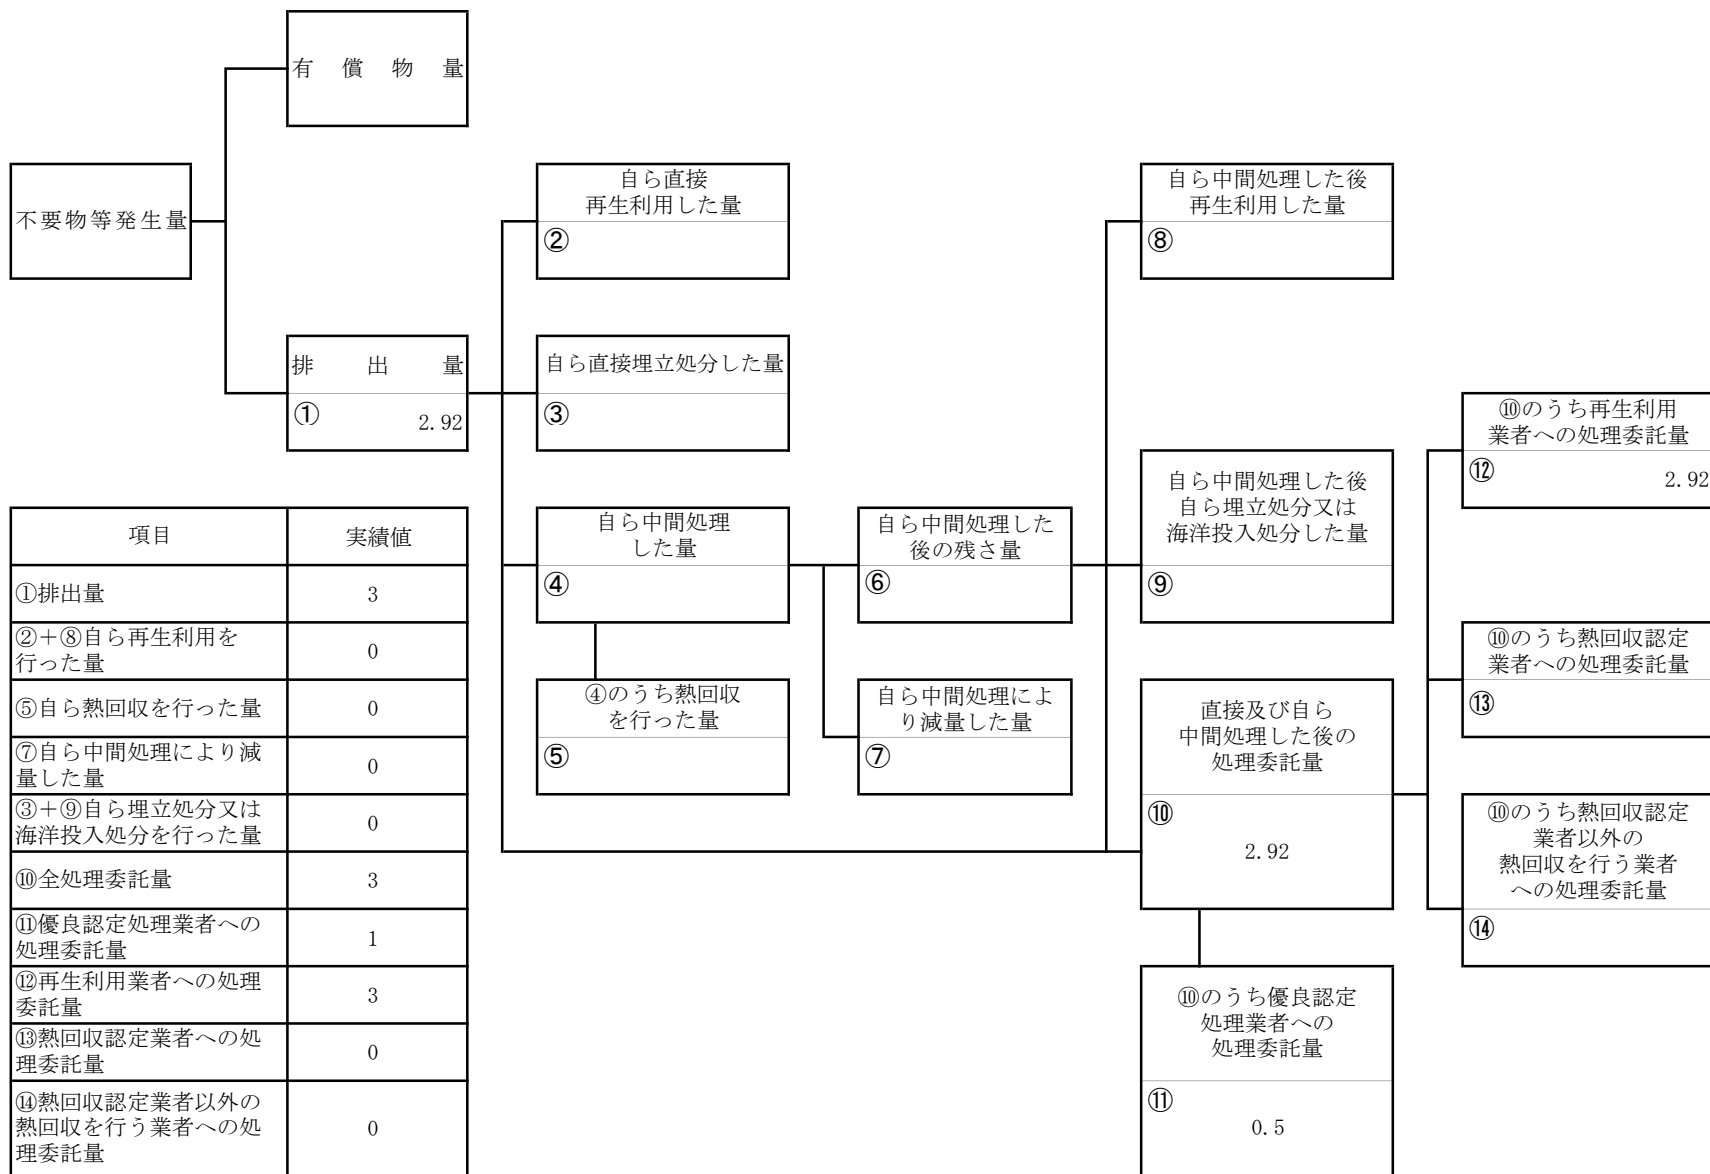 有償物量
不要物等発生量
排出量
①
2.92
自ら直接
再生利用した量
②
自ら直接埋立処分した量
③
自ら中間処理
した量
④
④のうち熱回収
を行った量
⑤
自ら中間処理した
後の残さ量
⑥
自ら中間処理によ
り減量した量
⑦
自ら中間処理した後
再生利用した量
⑧
自ら中間処理した後
自ら埋立処分又は
海洋投入処分した量
⑨
直接及び自ら
中間処理した後の
処理委託量
⑩
2.92
⑩のうち優良認定
処理業者への
処理委託量
⑪
0.5
⑩のうち再生利用
業者への処理委託量
⑫
2.92
⑩のうち熱回収認定
業者への処理委託量
⑬
⑩のうち熱回収認定
業者以外の
熱回収を行う業者
への処理委託量
⑭
項目 実績値
①排出量 3
②＋⑧自ら再生利用を
行った量 0
⑤自ら熱回収を行った量 0
⑦自ら中間処理により減
量した量 0
③＋⑨自ら埋立処分又は
海洋投入処分を行った量 0
⑩全処理委託量 3
⑪優良認定処理業者への
処理委託量 1
⑫再生利用業者への処理
委託量 3
⑬熱回収認定業者への処
理委託量 0
⑭熱回収認定業者以外の
熱回収を行う業者への処 0
理委託量